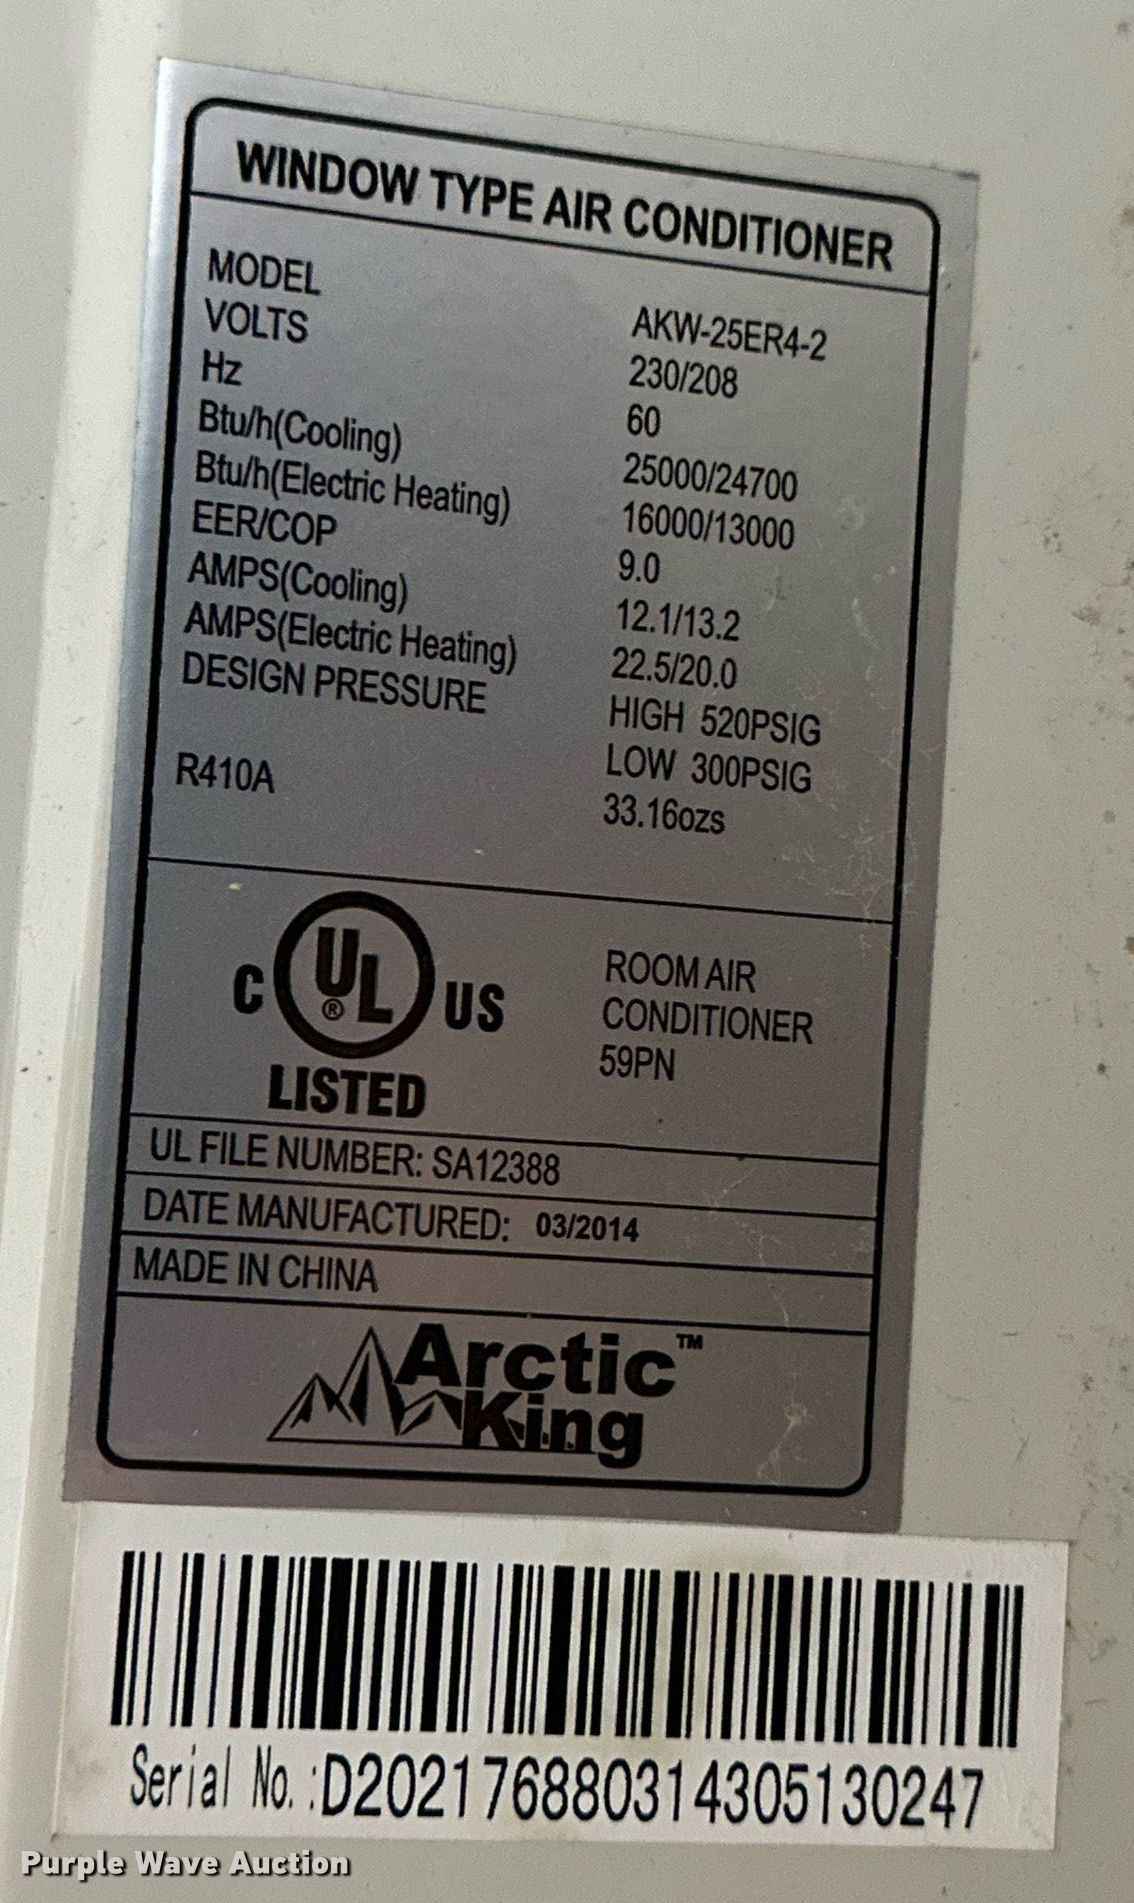 WINDOW TYPE AIR CONDITIONER
MODEL AKW-25ER4-2
VOLTS 230/208
Hz 60
Btu/h(Cooling) 25000/24700
Btu/h(Electric Heating) 16000/13000
EER/COP 9.0
AMPS(Cooling) 12.1/13.2
AMPS(Electric Heating) 22.5/20.0
DESIGN PRESSURE HIGH 520PSIG
LOW 300PSIG
R410A 33.16ozs
C UL® US
LISTED
ROOM AIR
CONDITIONER
59PN
UL FILE NUMBER: SA12388
DATE MANUFACTURED: 03/2014
MADE IN CHINA
Arctic™
King
Serial No.:D202176880314305130247
Purple Wave Auction